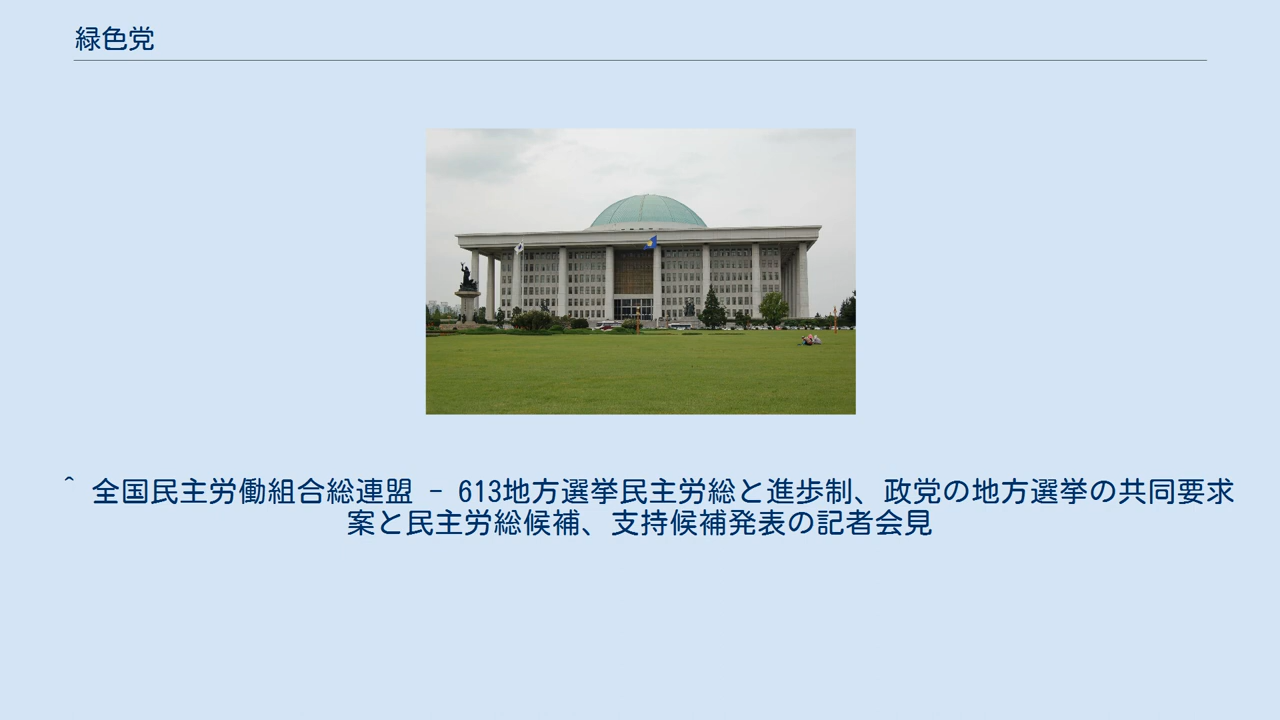 緑色党
^ 全国民主労働組合総連盟 - 613地方選挙民主労総と進歩制、政党の地方選挙の共同要求
案と民主労総候補、支持候補発表の記者会見